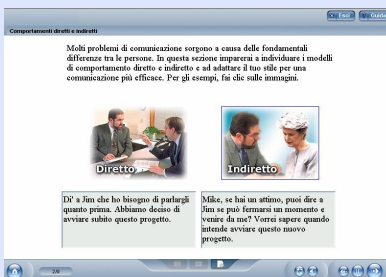 Esci
Guida
Comportamenti diretti e indiretti
Molti problemi di comunicazione sorgono a causa delle fondamentali
differenze tra le persone. In questa sezione imparerai a individuare i modelli
di comportamento diretto e indiretto e ad adattare il tuo stile per una
comunicazione più efficace. Per gli esempi, fai clic sulle immagini.
Diretto
Indiretto
Di' a Jim che ho bisogno di parlargli
quanto prima. Abbiamo deciso di
avviare subito questo progetto.
Mike, se hai un attimo, puoi dire a
Jim se può fermarsi un momento e
venire da me? Vorrei sapere quando
intende avviare questo nuovo
progetto.